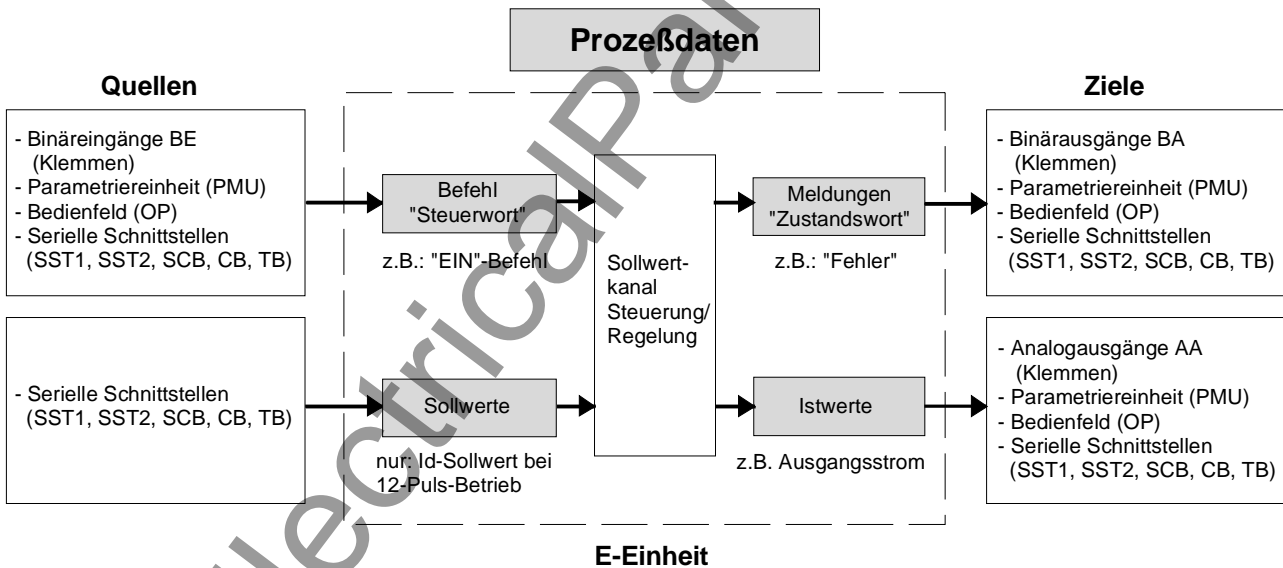 Prozeßdaten
Quellen
- Binäreingänge BE
(Klemmen)
- Parametriereinheit (PMU)
- Bedienfeld (OP)
- Serielle Schnittstellen
(SST1, SST2, SCB, CB, TB)
- Serielle Schnittstellen
(SST1, SST2, SCB, CB, TB)
Befehl
"Steuerwort"
z.B.: "EIN"-Befehl
Sollwerte
nur: Id-Sollwert bei
12-Puls-Betrieb
Sollwert-
kanal
Steuerung/
Regelung
Meldungen
"Zustandswort"
z.B.: "Fehler"
Istwerte
z.B. Ausgangsstrom
E-Einheit
Ziele
- Binärausgänge BA
(Klemmen)
- Parametriereinheit (PMU)
- Bedienfeld (OP)
- Serielle Schnittstellen
(SST1, SST2, SCB, CB, TB)
- Analogausgänge AA
(Klemmen)
- Parametriereinheit (PMU)
- Bedienfeld (OP)
- Serielle Schnittstellen
(SST1, SST2, SCB, CB, TB)